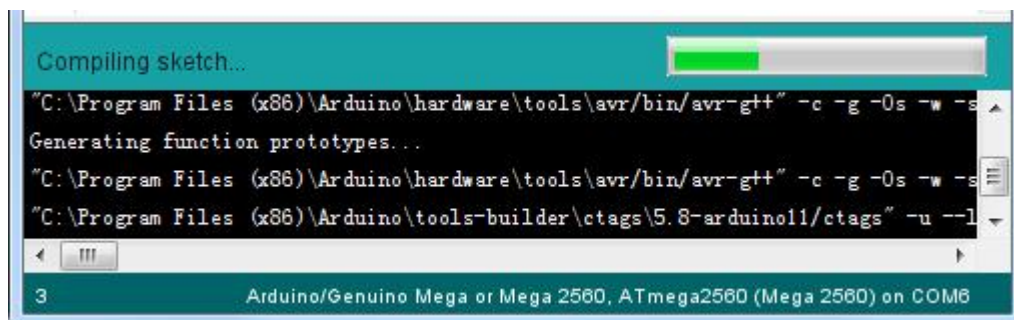 Compiling sketch...
"C:\Program Files (x86)\Arduino\hardware\tools\avr/bin/avr-g++" -c -g -Os -w -s
Generating function prototypes...
"C:\Program Files (x86)\Arduino\hardware\tools\avr/bin/avr-g++" -c -g -Os -w -s
"C:\Program Files (x86)\Arduino\tools-builder\ctags\5.8-arduino11/ctags" -u --l
3 Arduino/Genuino Mega or Mega 2560, ATmega2560 (Mega 2560) on COM6